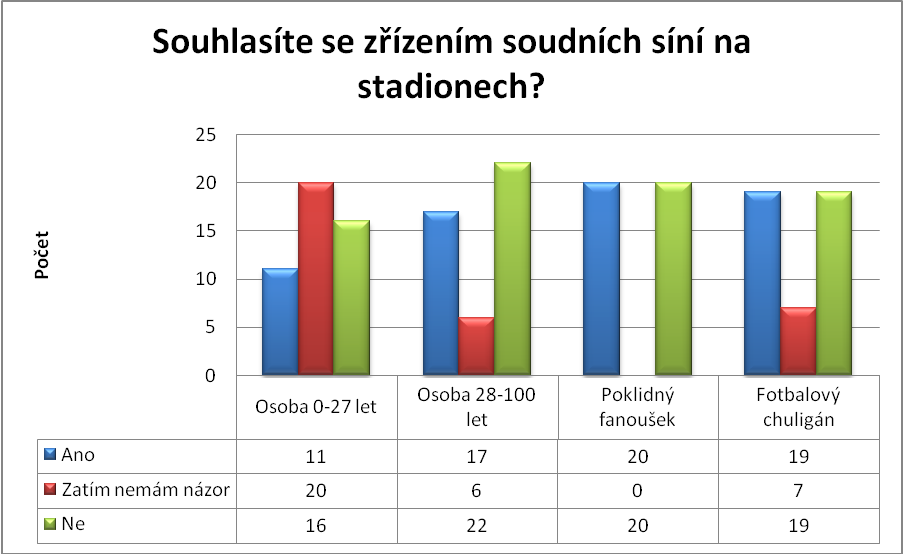 Souhlasíte se zřízením soudních síní na
stadionech?
Počet
25
20
15
10
5
0
Osoba 0-27 let
Osoba 28-100
let
Poklidný
fanoušek
Fotbalový
chuligán
Ano 11 17 20 19
Zatím nemám názor 20 6 0 7
Ne 16 22 20 19